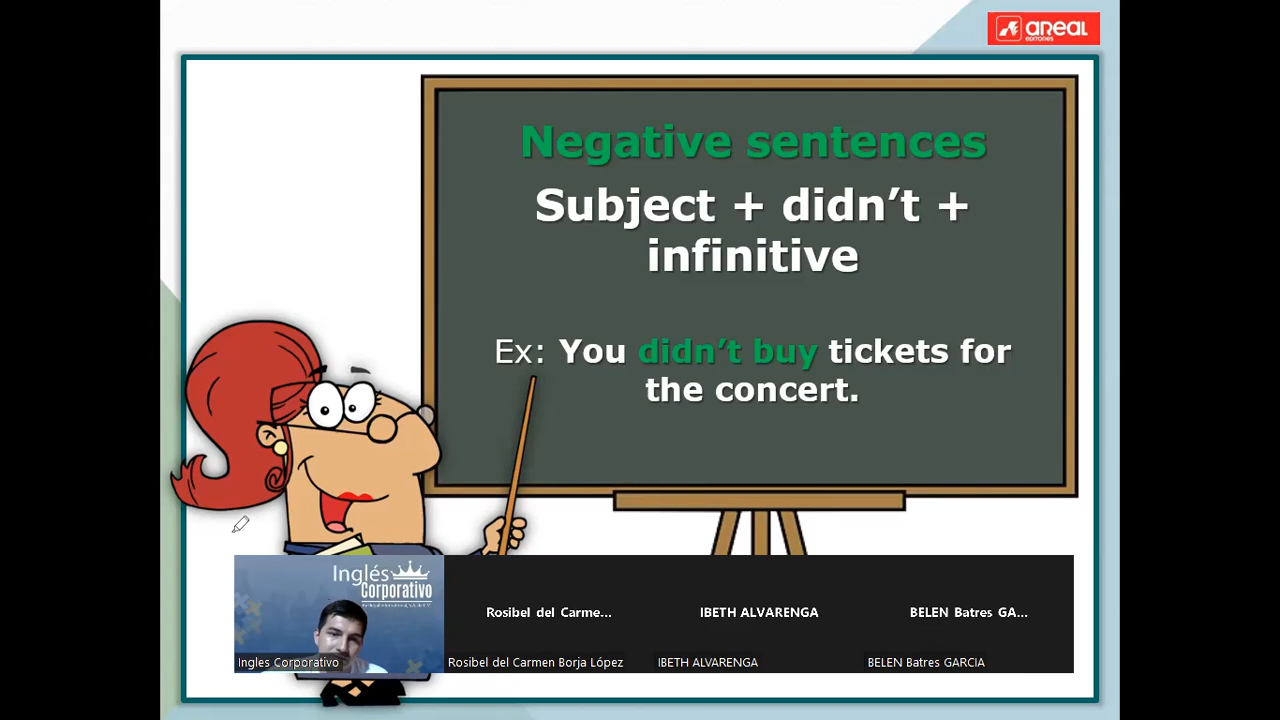 aREAL
EDITORES
Negative sentences
Subject + didn’t +
infinitive
Ex: You didn’t buy tickets for
the concert.
Inglés
Corporativo
Rosibel del Carme...
IBETH ALVARENGA
BELEN Batres GA...
Ingles Corporativo
Rosibel del Carmen Borja López
IBETH ALVARENGA
BELEN Batres GARCIA